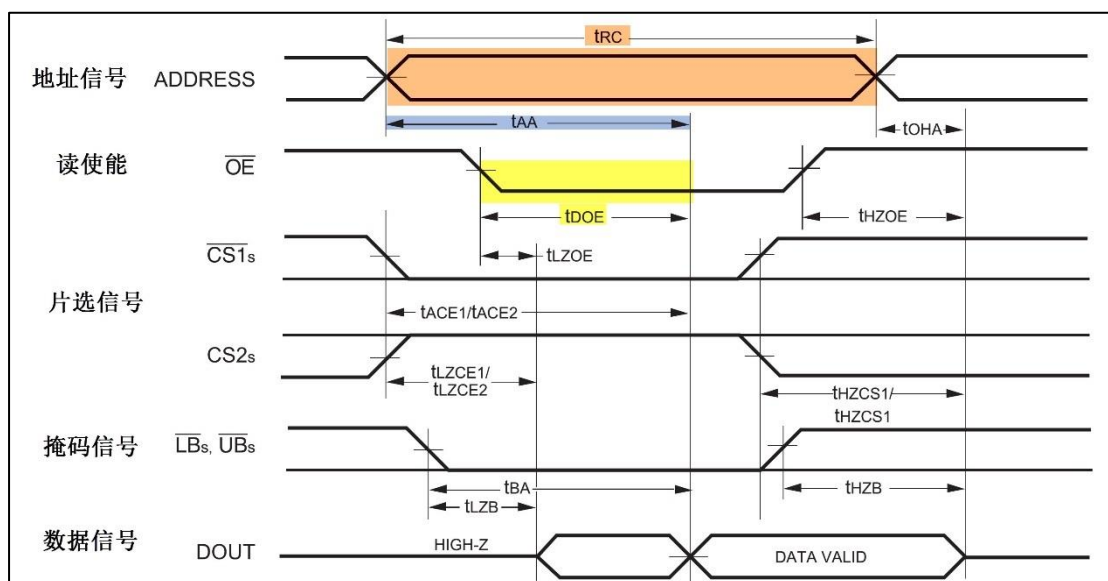 tRC
地址信号 ADDRESS
tAA
tOHA
读使能 OE
tDOE
tHZOE
tLZOE
CS1s
片选信号
tACE1/tACE2
CS2s
tLZCE1/
tLZCE2
tHZCS1/
tHZCS1
掩码信号 LBs, UBs
tBA
tLZB
tHZB
数据信号 DOUT
HIGH-Z
DATA VALID